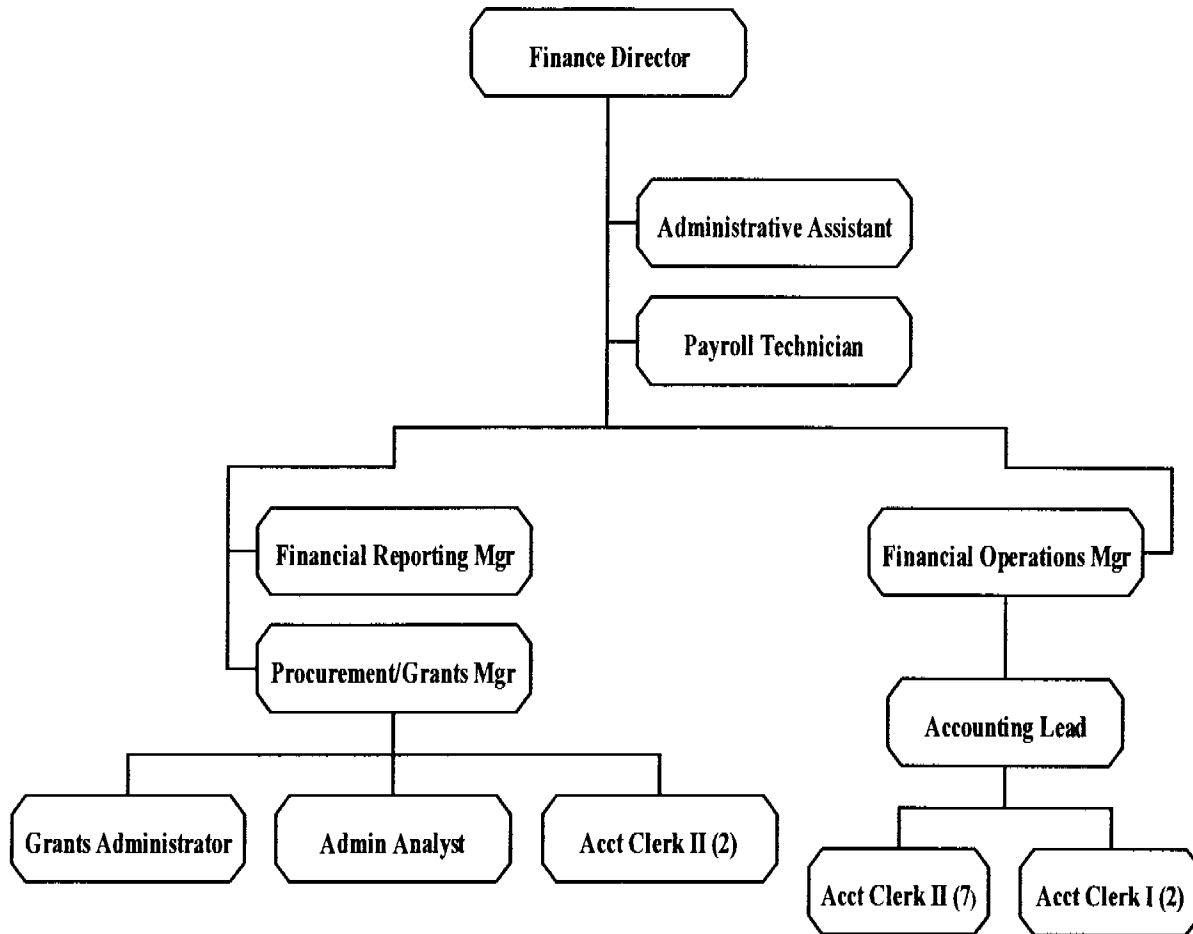 Finance Director
Administrative Assistant
Payroll Technician
Financial Reporting Mgr
Financial Operations Mgr
Procurement/Grants Mgr
Accounting Lead
Grants Administrator
Admin Analyst
Acct Clerk II (2)
Acct Clerk II (7)
Acct Clerk I (2)